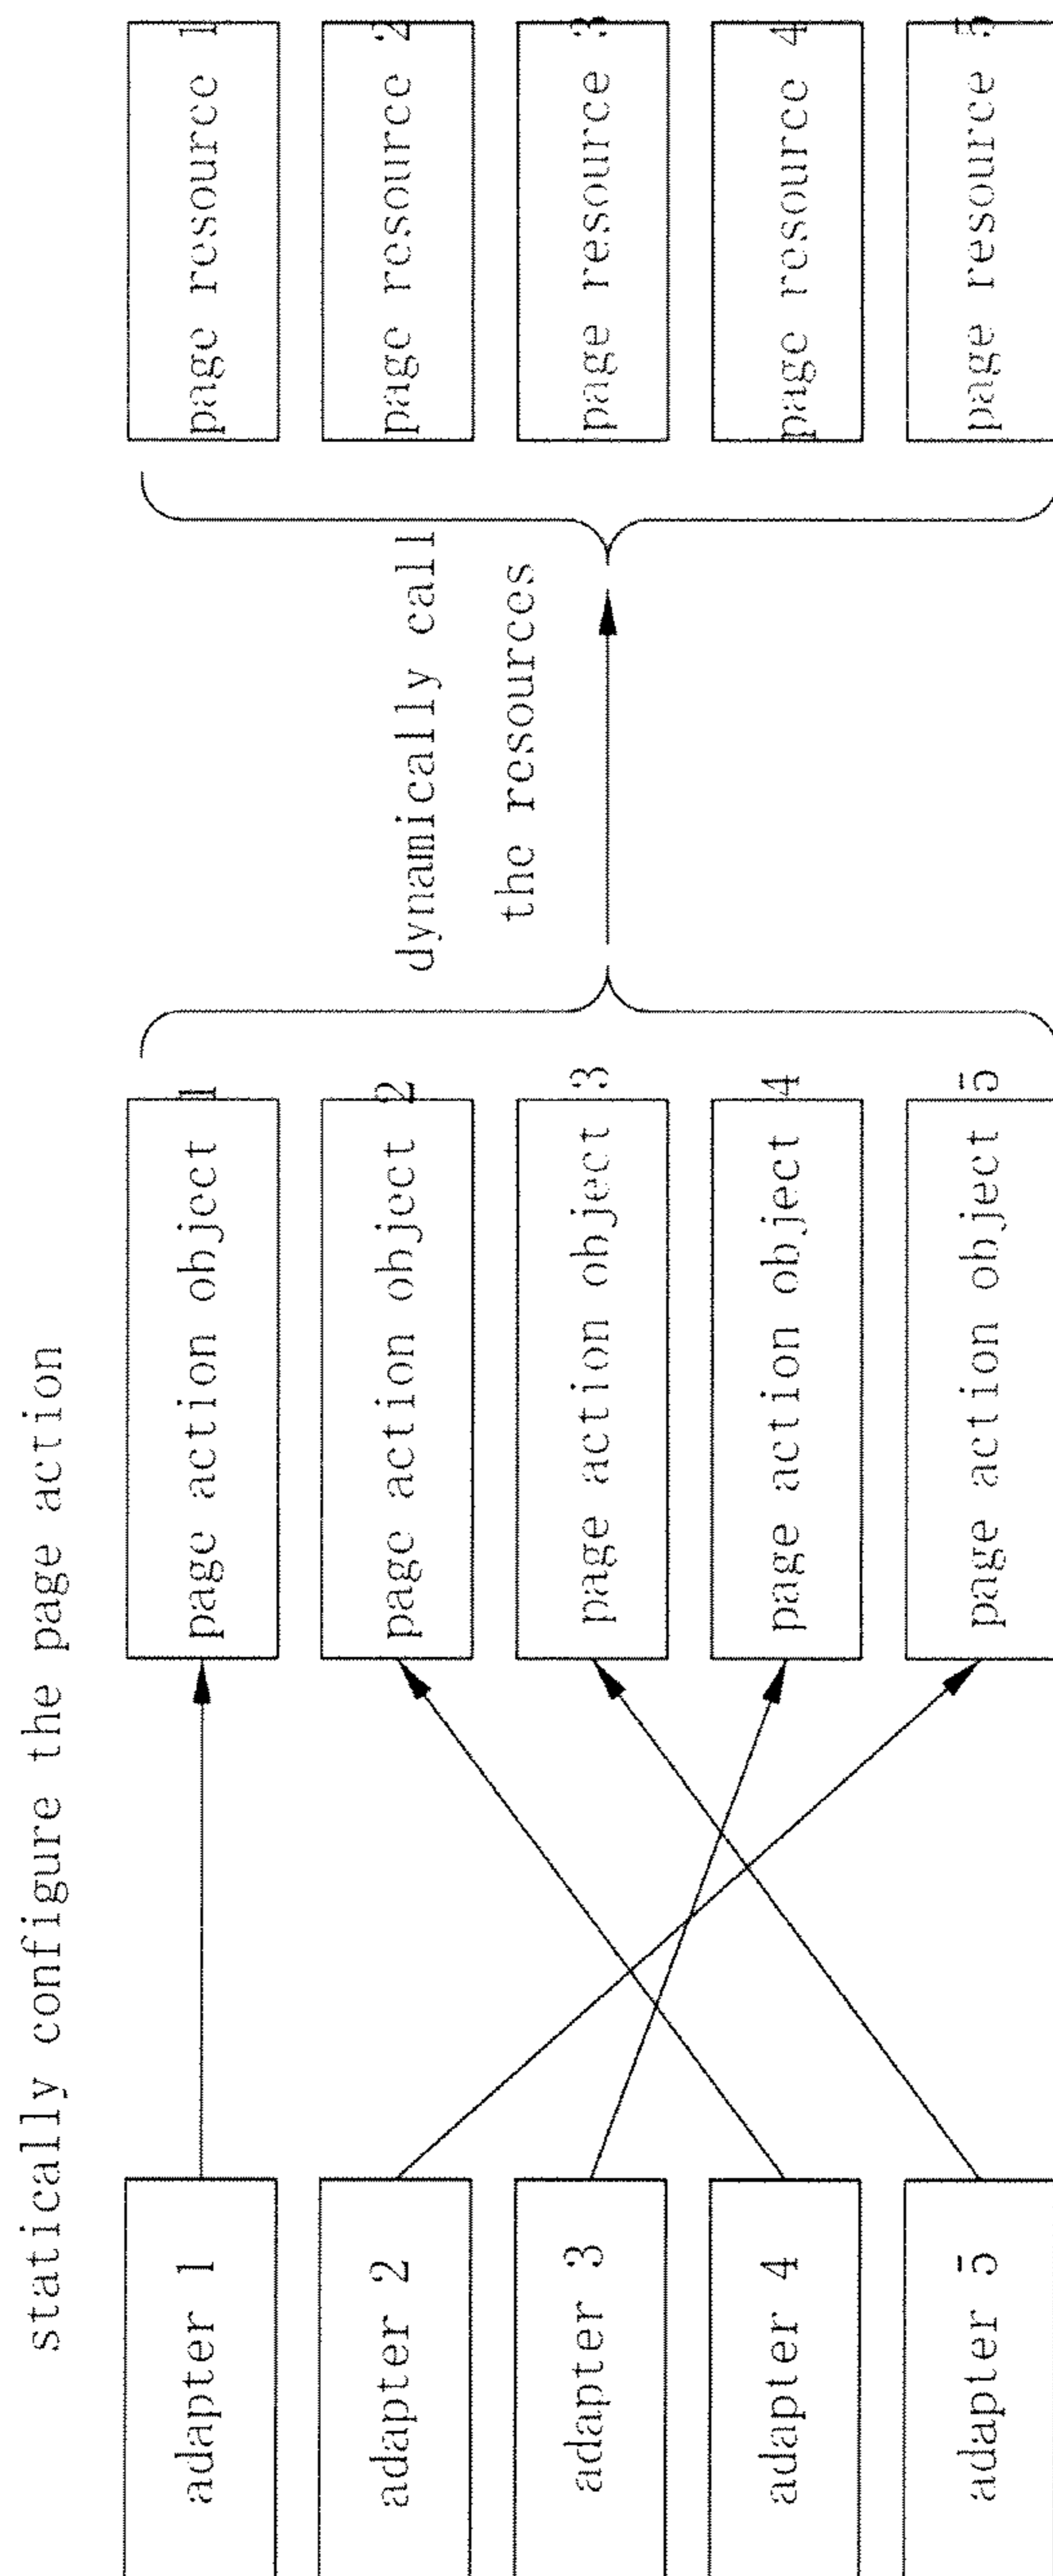 statically configure the page action
adapter 1
adapter 2
adapter 3
adapter 4
adapter 5
page action object 1
page action object 2
page action object 3
page action object 4
page action object 5
dynamically call
the resources
page resource 1
page resource 2
page resource 3
page resource 4
page resource 5